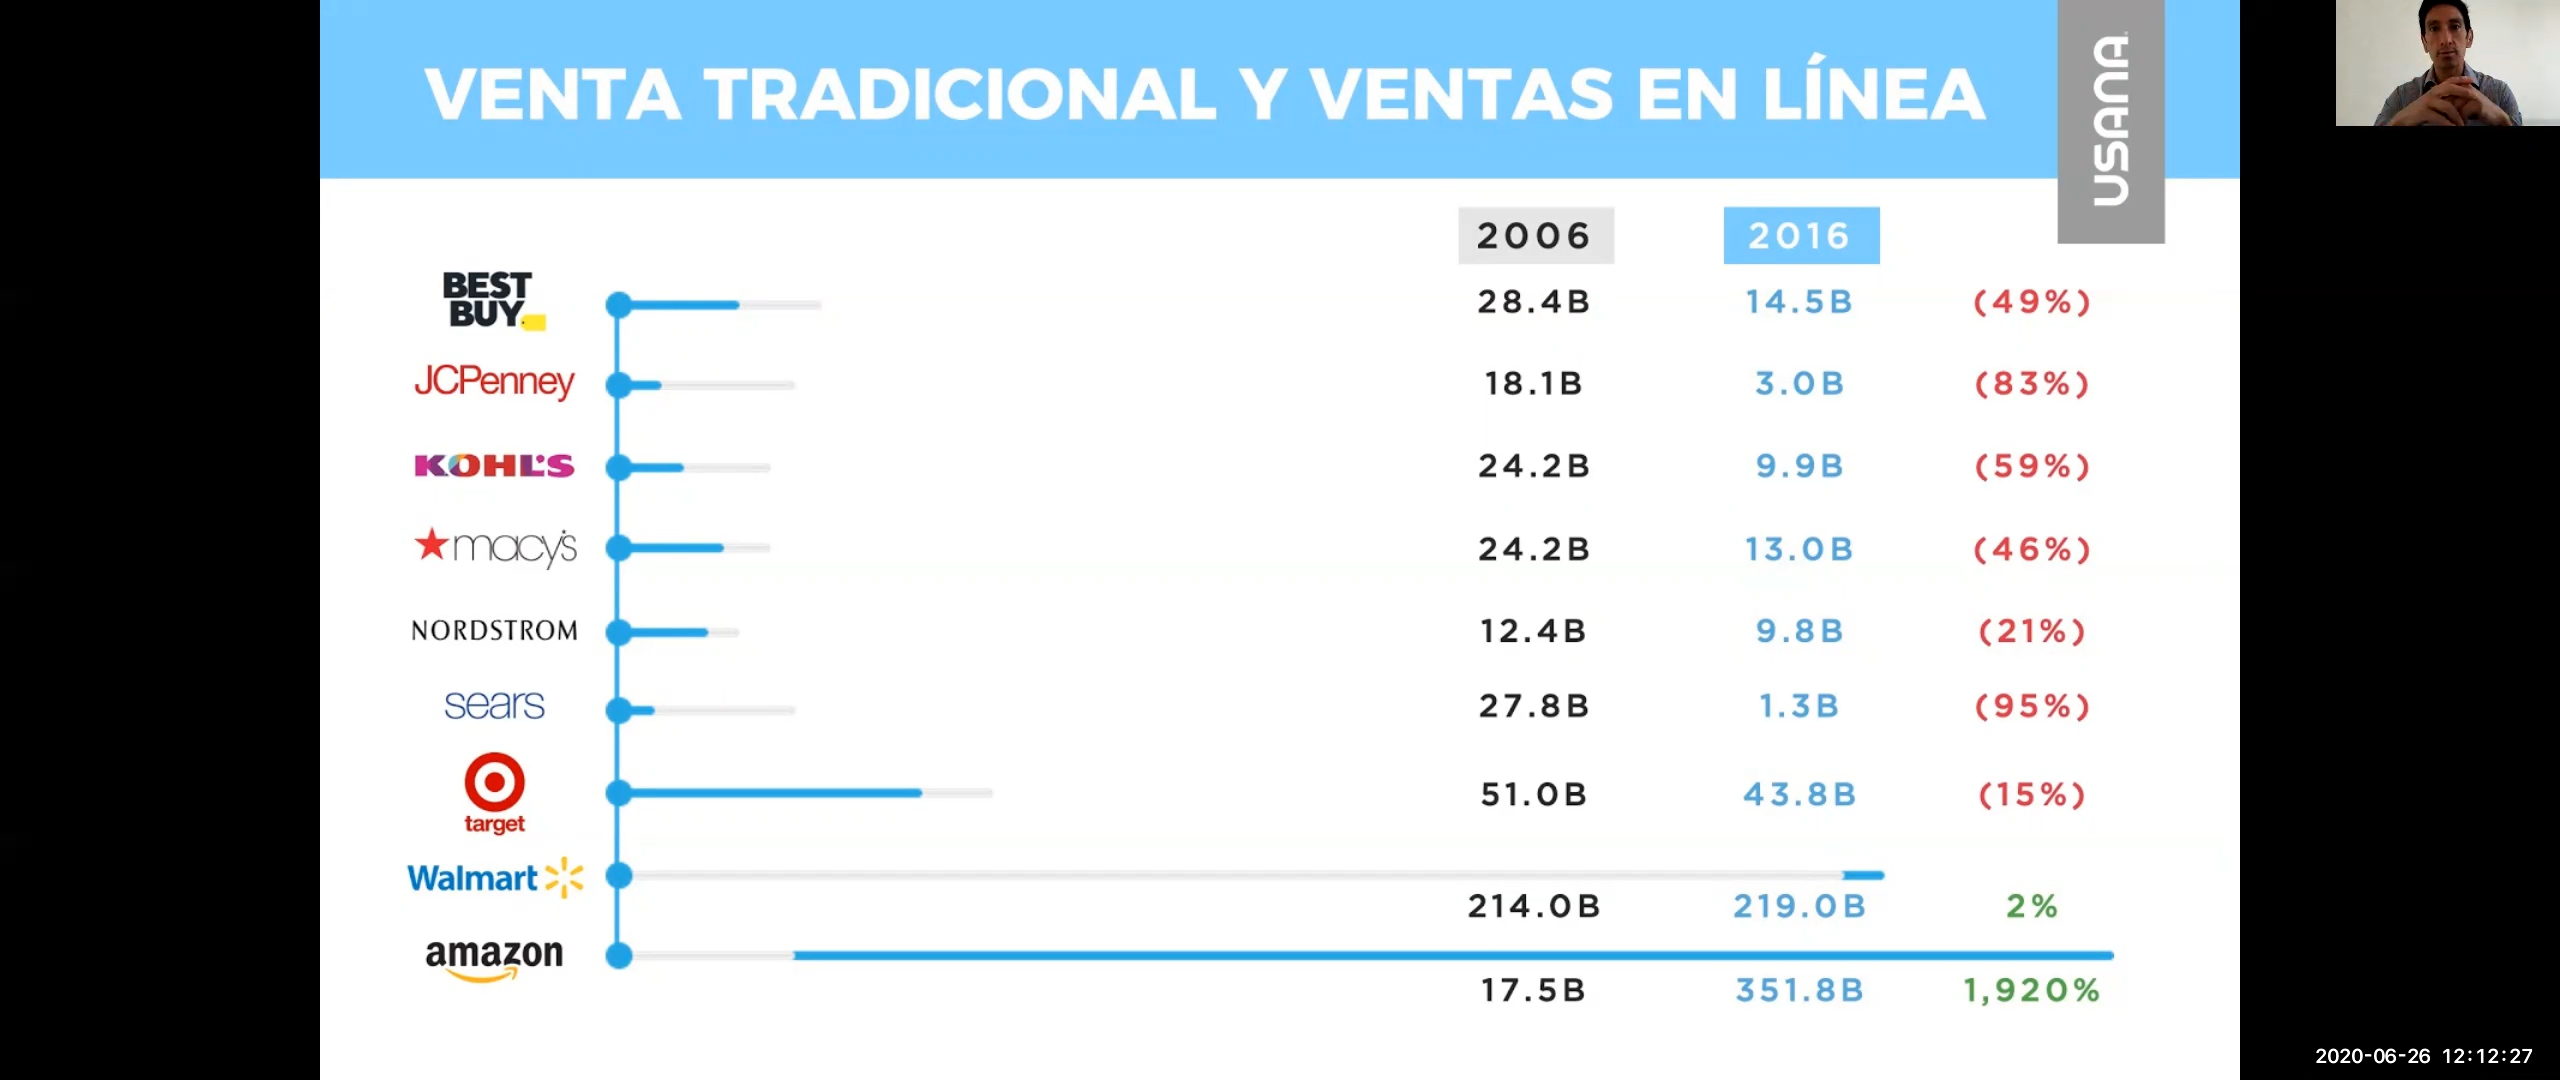 VENTA TRADICIONAL Y VENTAS EN LÍNEA
USANA
2006 2016
BEST BUY 28.4B 14.5B (49%)
JCPenney 18.1B 3.0B (83%)
KOHL'S 24.2B 9.9B (59%)
macy's 24.2B 13.0B (46%)
NORDSTROM 12.4B 9.8B (21%)
sears 27.8B 1.3B (95%)
target 51.0B 43.8B (15%)
Walmart 214.0B 219.0B 2%
amazon 17.5B 351.8B 1,920%
2020-06-26 12:12:27